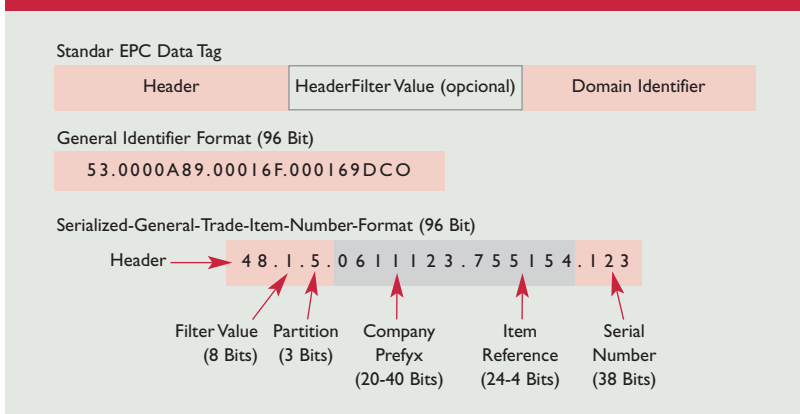 Standar EPC Data Tag
Header
HeaderFilter Value (opcional)
Domain Identifier
General Identifier Format (96 Bit)
53.0000A89.00016F.000169DCO
Serialized-General-Trade-Item-Number-Format (96 Bit)
Header
48.1.5.0611123.755154.123
Filter Value (8 Bits)
Partition (3 Bits)
Company Prefyx (20-40 Bits)
Item Reference (24-4 Bits)
Serial Number (38 Bits)